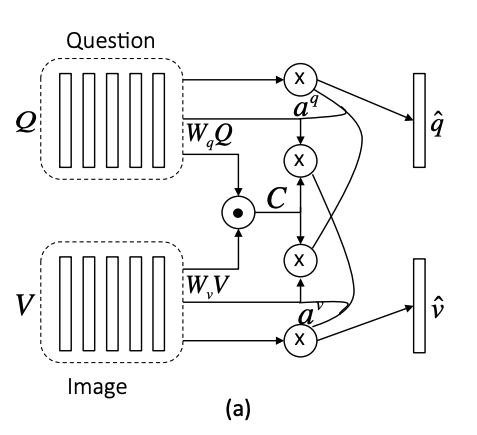 Question
x
a^q
Q
q̂
W_qQ
x
C
x
W_vV
V
a^v
v̂
x
Image
(a)